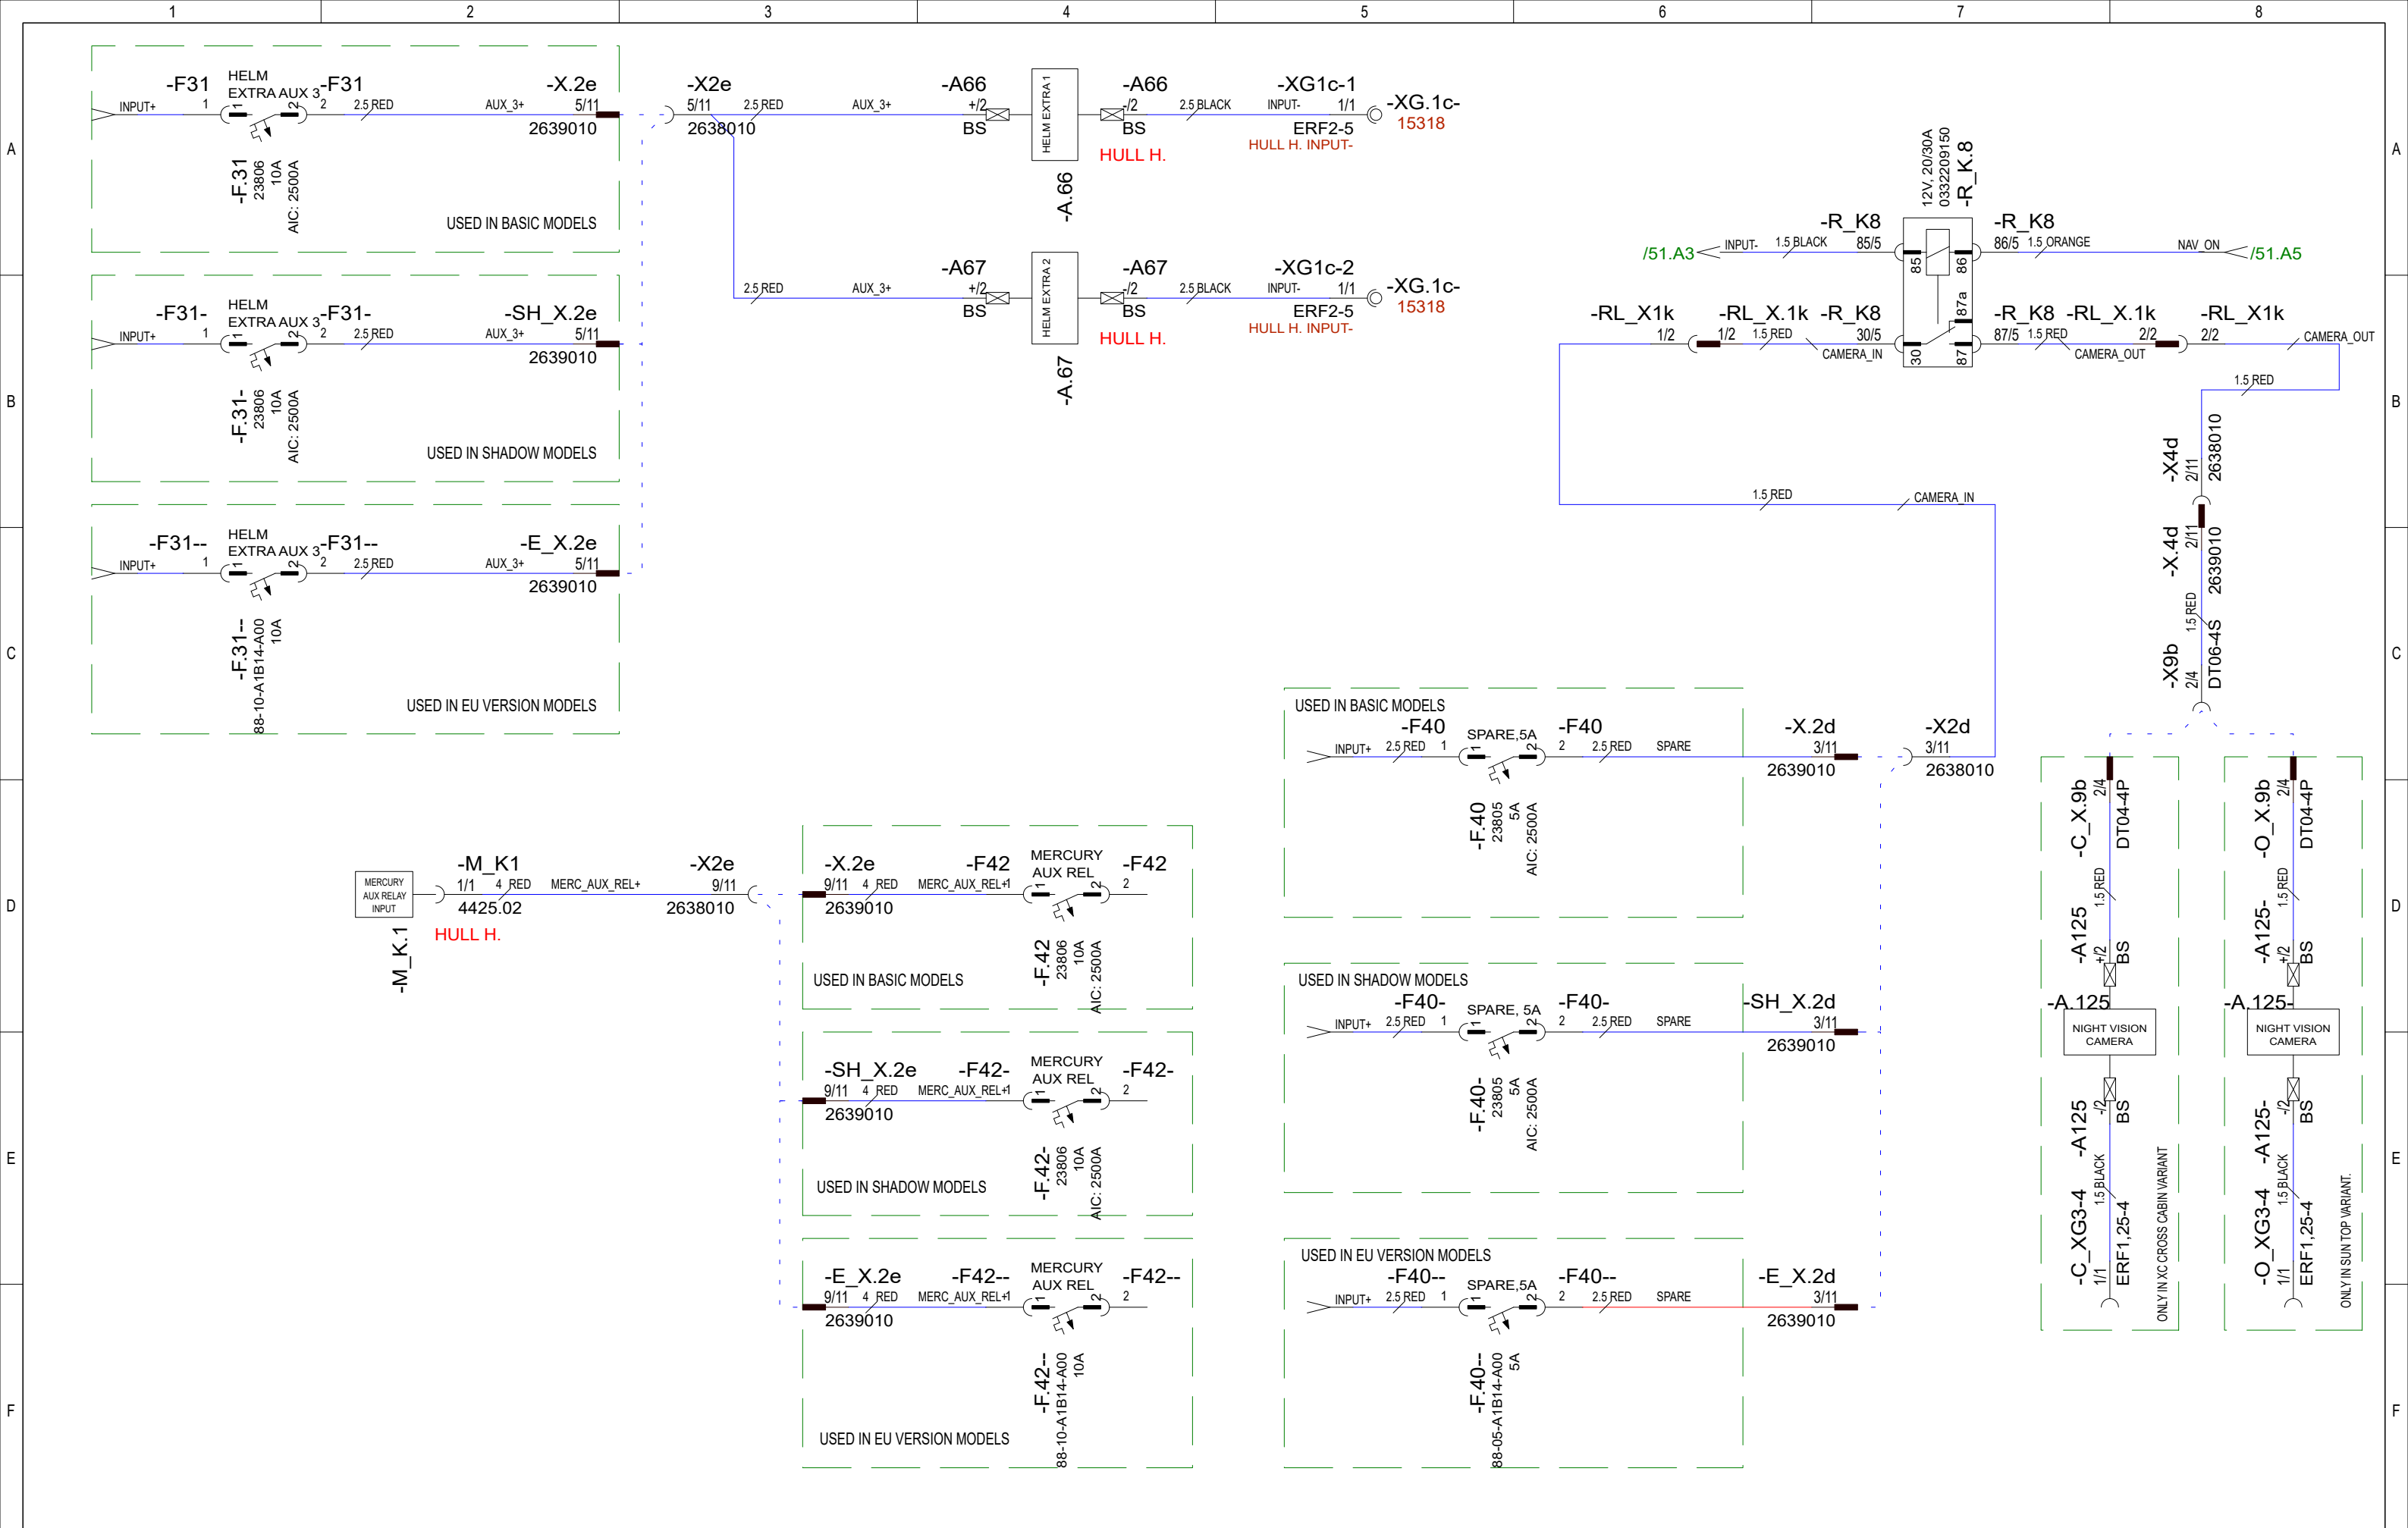 1 2 3 4 5 6 7 8
A
B
C
D
E
F
-F31
HELM
EXTRA AUX 3
-F31
-X.2e
INPUT+
1
1
2
2
2.5 RED
AUX_3+
5/11
2639010
-F.31
23806
10A
AIC: 2500A
USED IN BASIC MODELS
-F31-
HELM
EXTRA AUX 3
-F31-
-SH_X.2e
INPUT+
1
1
2
2
2.5 RED
AUX_3+
5/11
2639010
-F.31-
23806
10A
AIC: 2500A
USED IN SHADOW MODELS
-F31--
HELM
EXTRA AUX 3
-F31--
-E_X.2e
INPUT+
1
1
2
2
2.5 RED
AUX_3+
5/11
2639010
-F.31--
88-10-A1B14-A00
10A
USED IN EU VERSION MODELS
-X2e
5/11
2638010
2.5 RED
AUX_3+
-A66
+/2
BS
HELM EXTRA 1
-A.66
-A66
-/2
BS
HULL H.
2.5 BLACK
INPUT-
-XG1c-1
1/1
ERF2-5
HULL H. INPUT-
-XG.1c-
15318
2.5 RED
AUX_3+
-A67
+/2
BS
HELM EXTRA 2
-A.67
-A67
-/2
BS
HULL H.
2.5 BLACK
INPUT-
-XG1c-2
1/1
ERF2-5
HULL H. INPUT-
-XG.1c-
15318
12V, 20/30A
0332209150
-R_K.8
/51.A3
INPUT-
1.5 BLACK
-R_K8
85/5
85
86
-R_K8
86/5
1.5 ORANGE
NAV_ON
/51.A5
-RL_X1k
1/2
-RL_X.1k
1/2
1.5 RED
CAMERA_IN
-R_K8
30/5
30
87a
87
-R_K8
87/5
1.5 RED
CAMERA_OUT
-RL_X.1k
2/2
-RL_X1k
2/2
CAMERA_OUT
1.5 RED
1.5 RED
CAMERA_IN
-X4d
2/11
2638010
-X.4d
2/11
2639010
1.5 RED
-X9b
2/4
DT06-4S
USED IN BASIC MODELS
-F40
SPARE,5A
-F40
-X.2d
INPUT+
2.5 RED
1
1
2
2
2.5 RED
SPARE
3/11
2639010
-X2d
3/11
2638010
-F.40
23805
5A
AIC: 2500A
USED IN SHADOW MODELS
-F40-
SPARE, 5A
-F40-
-SH_X.2d
INPUT+
2.5 RED
1
1
2
2
2.5 RED
SPARE
3/11
2639010
-F.40-
23805
5A
AIC: 2500A
USED IN EU VERSION MODELS
-F40--
SPARE,5A
-F40--
-E_X.2d
INPUT+
2.5 RED
1
1
2
2
2.5 RED
SPARE
3/11
2639010
-F.40--
88-05-A1B14-A00
5A
MERCURY
AUX RELAY
INPUT
-M_K.1
-M_K1
1/1
4 RED
4425.02
HULL H.
MERC_AUX_REL+
-X2e
9/11
2638010
-X.2e
9/11
4 RED
2639010
MERC_AUX_REL+
-F42
1
MERCURY
AUX REL
1
2
-F42
2
-F.42
23806
10A
AIC: 2500A
USED IN BASIC MODELS
-SH_X.2e
9/11
4 RED
2639010
MERC_AUX_REL+
-F42-
1
MERCURY
AUX REL
1
2
-F42-
2
-F.42-
23806
10A
AIC: 2500A
USED IN SHADOW MODELS
-E_X.2e
9/11
4 RED
2639010
MERC_AUX_REL+
-F42--
1
MERCURY
AUX REL
1
2
-F42--
2
-F.42--
88-10-A1B14-A00
10A
USED IN EU VERSION MODELS
-C_X.9b
2/4
DT04-4P
1.5 RED
-A125
+/2
BS
-A.125
NIGHT VISION
CAMERA
-A125
-/2
BS
1.5 BLACK
-C_XG3-4
1/1
ERF1,25-4
ONLY IN XC CROSS CABIN VARIANT
-O_X.9b
2/4
DT04-4P
1.5 RED
-A125-
+/2
BS
-A.125-
NIGHT VISION
CAMERA
-A125-
-/2
BS
1.5 BLACK
-O_XG3-4
1/1
ERF1,25-4
ONLY IN SUN TOP VARIANT.
A
B
C
D
E
F